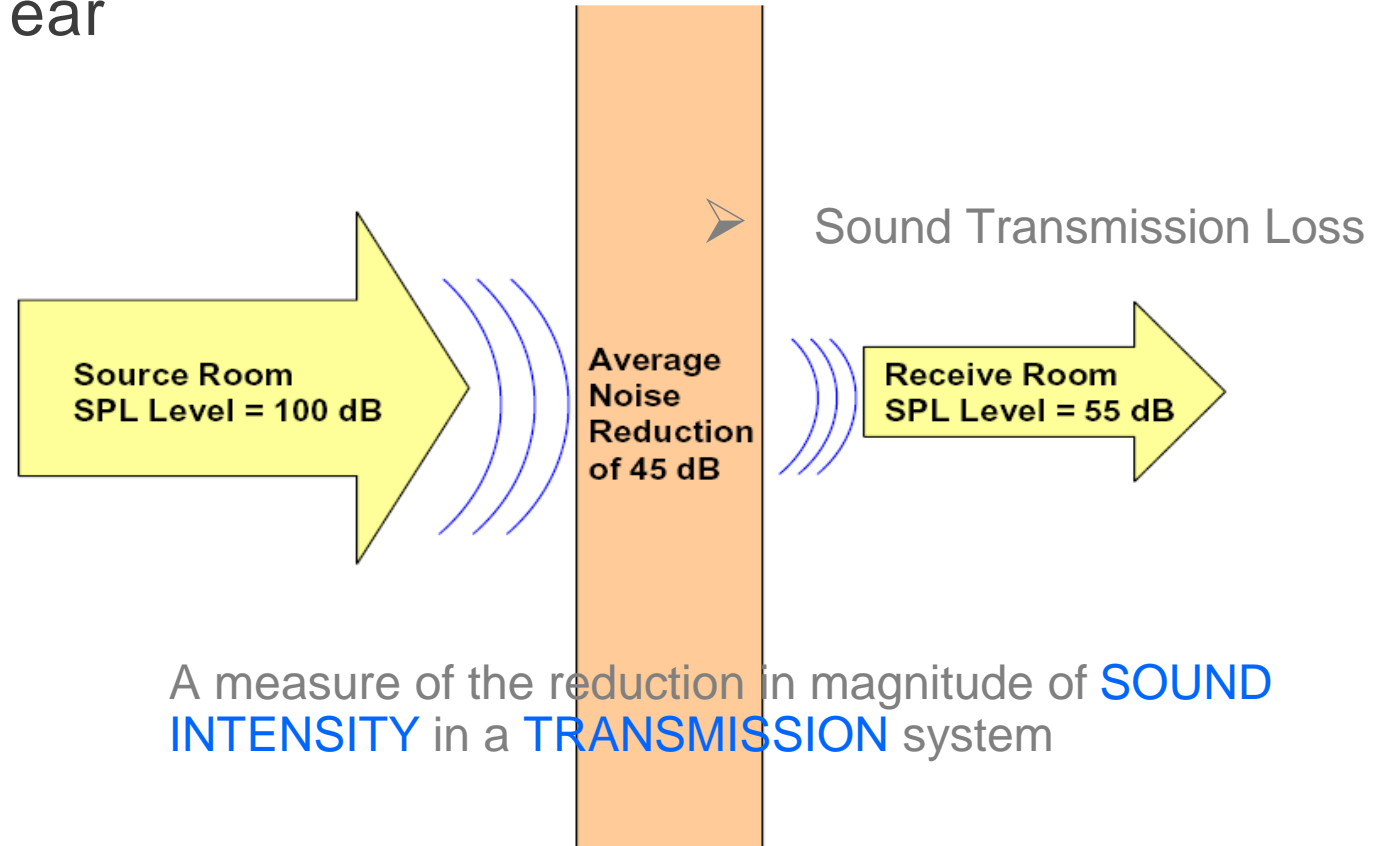 ear
➢ Sound Transmission Loss
Source Room
SPL Level = 100 dB
Average
Noise
Reduction
of 45 dB
Receive Room
SPL Level = 55 dB
A measure of the reduction in magnitude of SOUND
INTENSITY in a TRANSMISSION system